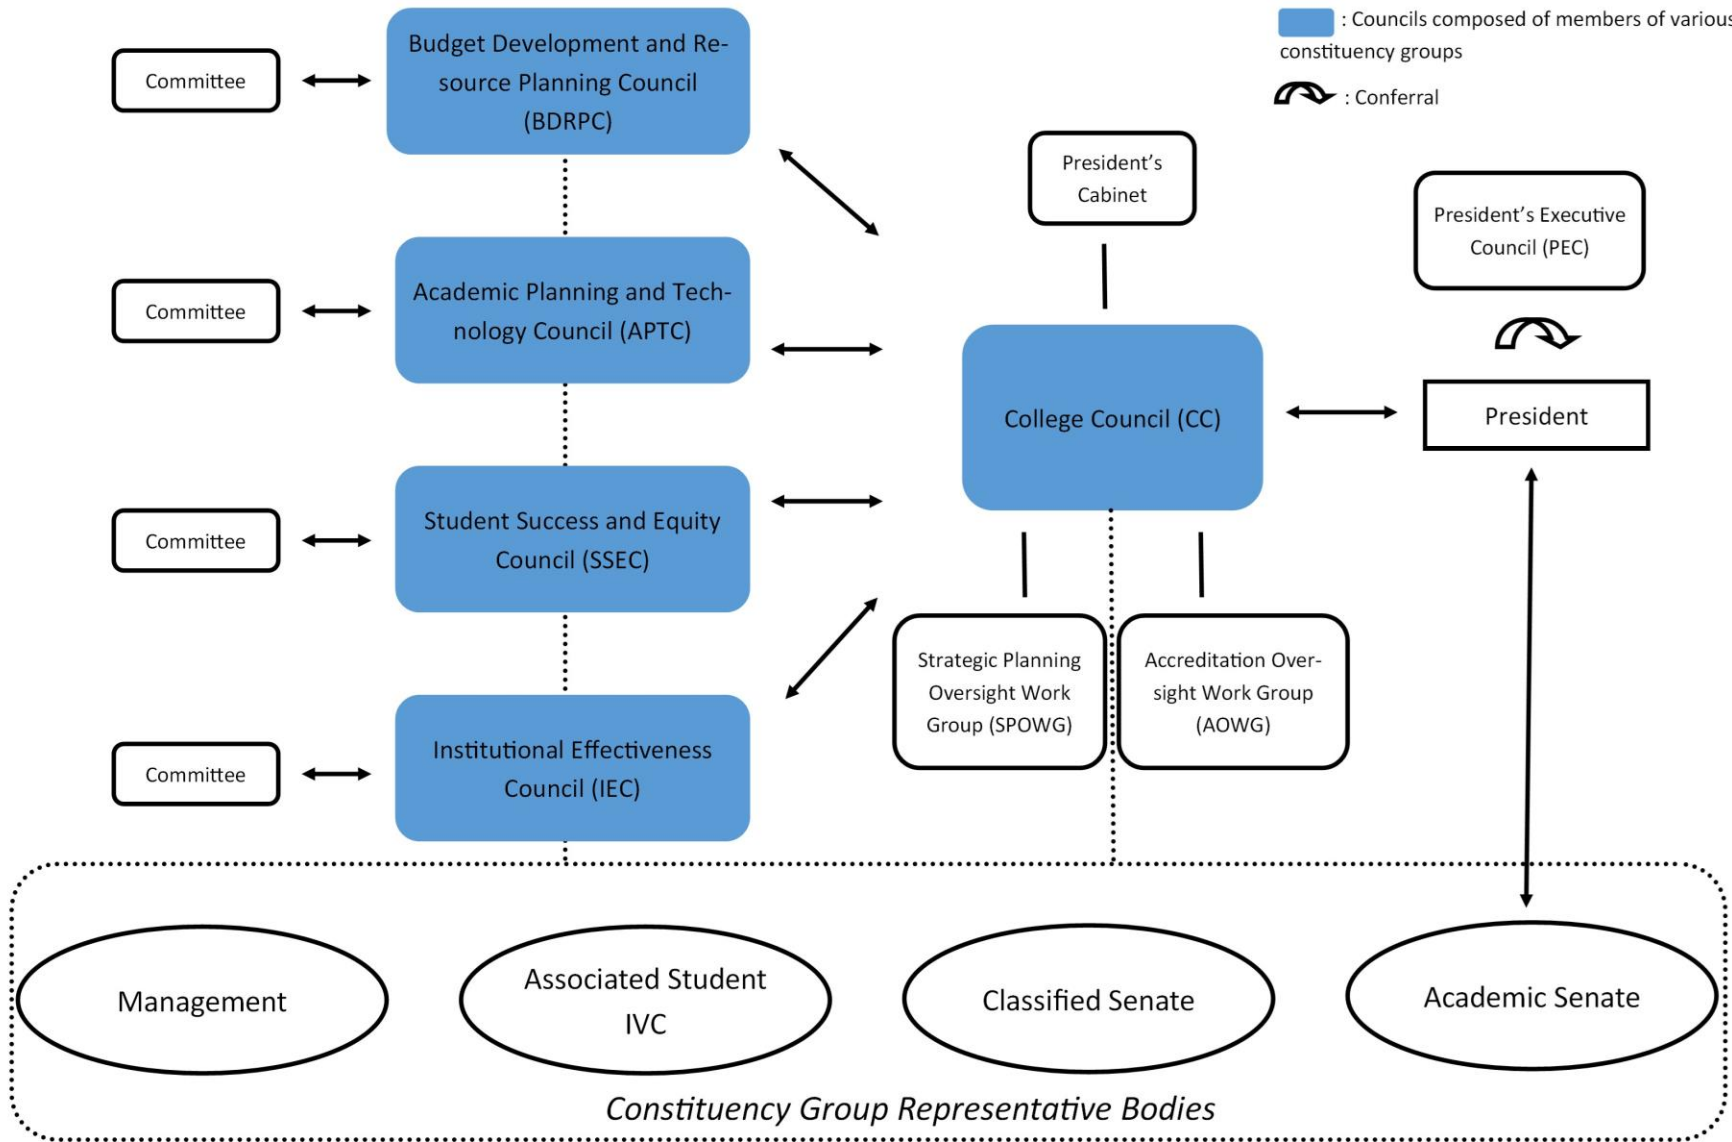 Budget Development and Re-
source Planning Council
(BDRPC)
Committee
: Councils composed of members of various
constituency groups
: Conferral
President's
Cabinet
President's Executive
Council (PEC)
Academic Planning and Tech-
nology Council (APTC)
Committee
College Council (CC)
President
Student Success and Equity
Council (SSEC)
Committee
Strategic Planning
Oversight Work
Group (SPOWG)
Accreditation Over-
sight Work Group
(AOWG)
Institutional Effectiveness
Council (IEC)
Committee
Management
Associated Student
IVC
Classified Senate
Academic Senate
Constituency Group Representative Bodies